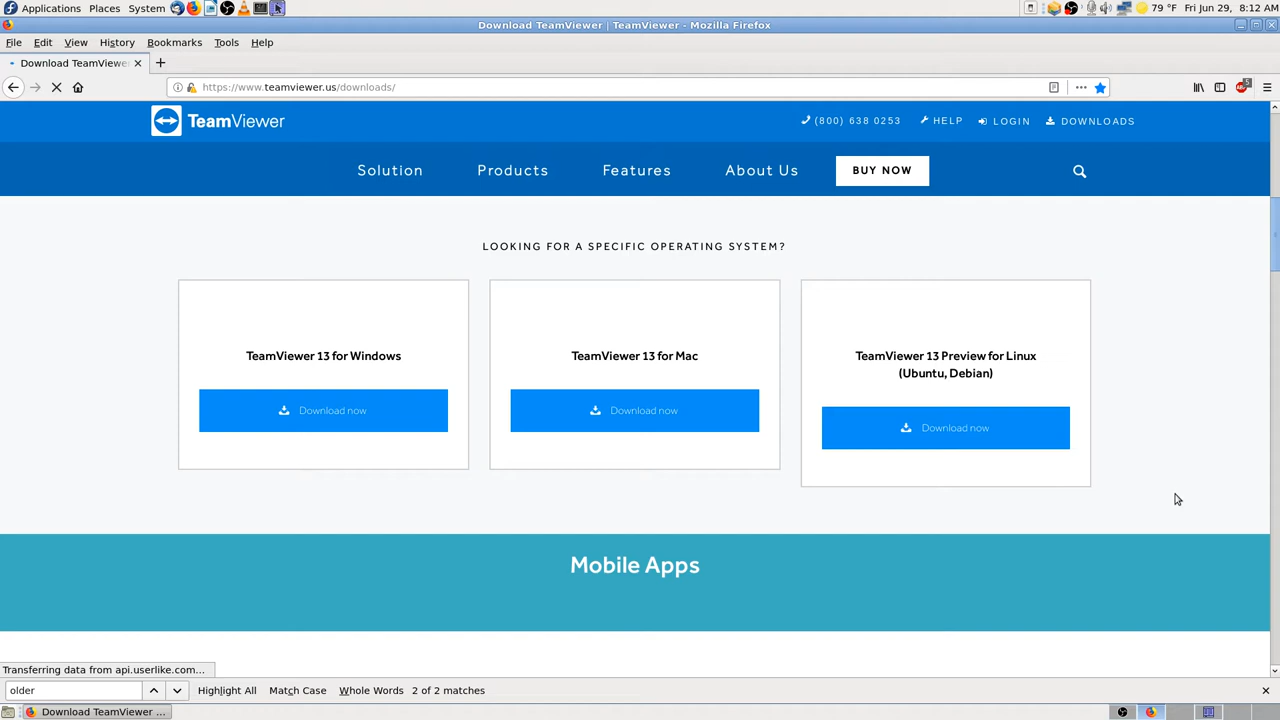 Applications Places System 79 °F Fri Jun 29, 8:12 AM
Download TeamViewer | TeamViewer - Mozilla Firefox
File Edit View History Bookmarks Tools Help
Download TeamViewer
https://www.teamviewer.us/downloads/
5
TeamViewer
(800) 638 0253 HELP LOGIN DOWNLOADS
Solution Products Features About Us BUY NOW
LOOKING FOR A SPECIFIC OPERATING SYSTEM?
TeamViewer 13 for Windows
Download now
TeamViewer 13 for Mac
Download now
TeamViewer 13 Preview for Linux
(Ubuntu, Debian)
Download now
Mobile Apps
Transferring data from api.userlike.com...
older Highlight All Match Case Whole Words 2 of 2 matches
Download TeamViewer ...